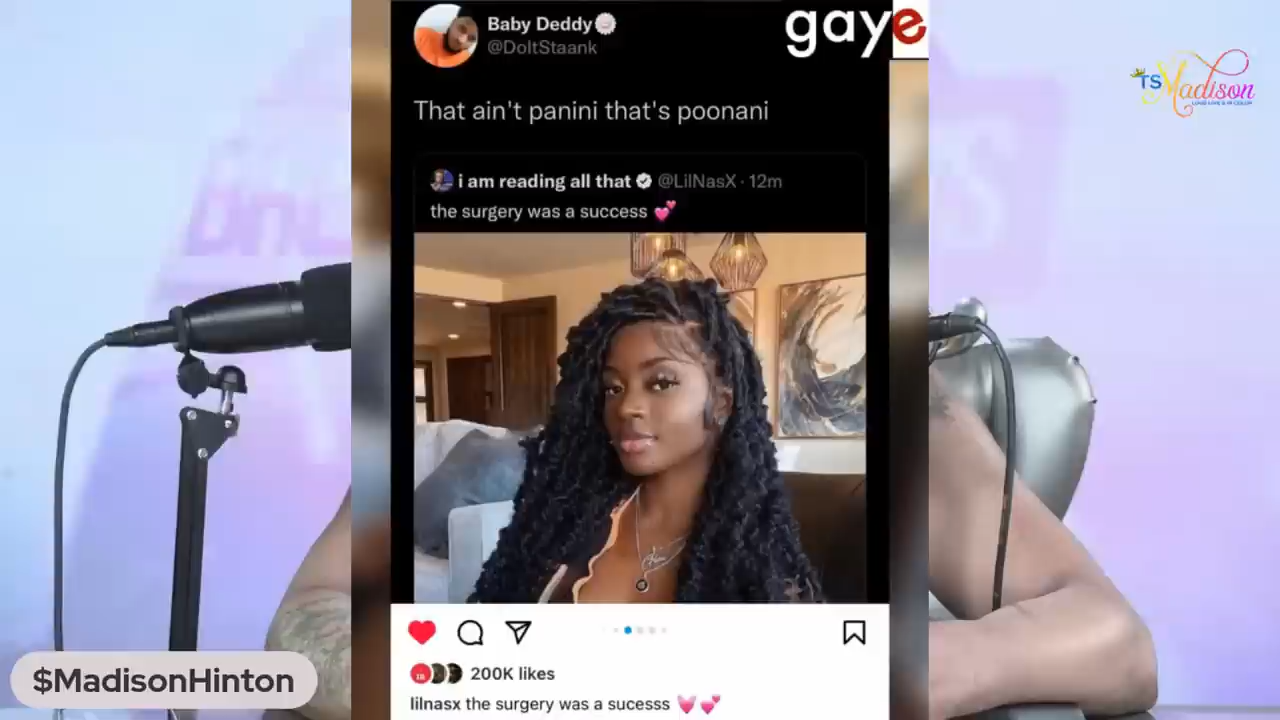 Baby Deddy
@DoItStaank
gaye
That ain't panini that's poonani
i am reading all that @LilNasX · 12m
the surgery was a success 💕
TS Madison
200K likes
lilnasx the surgery was a sucesss 💓 💕
$MadisonHinton